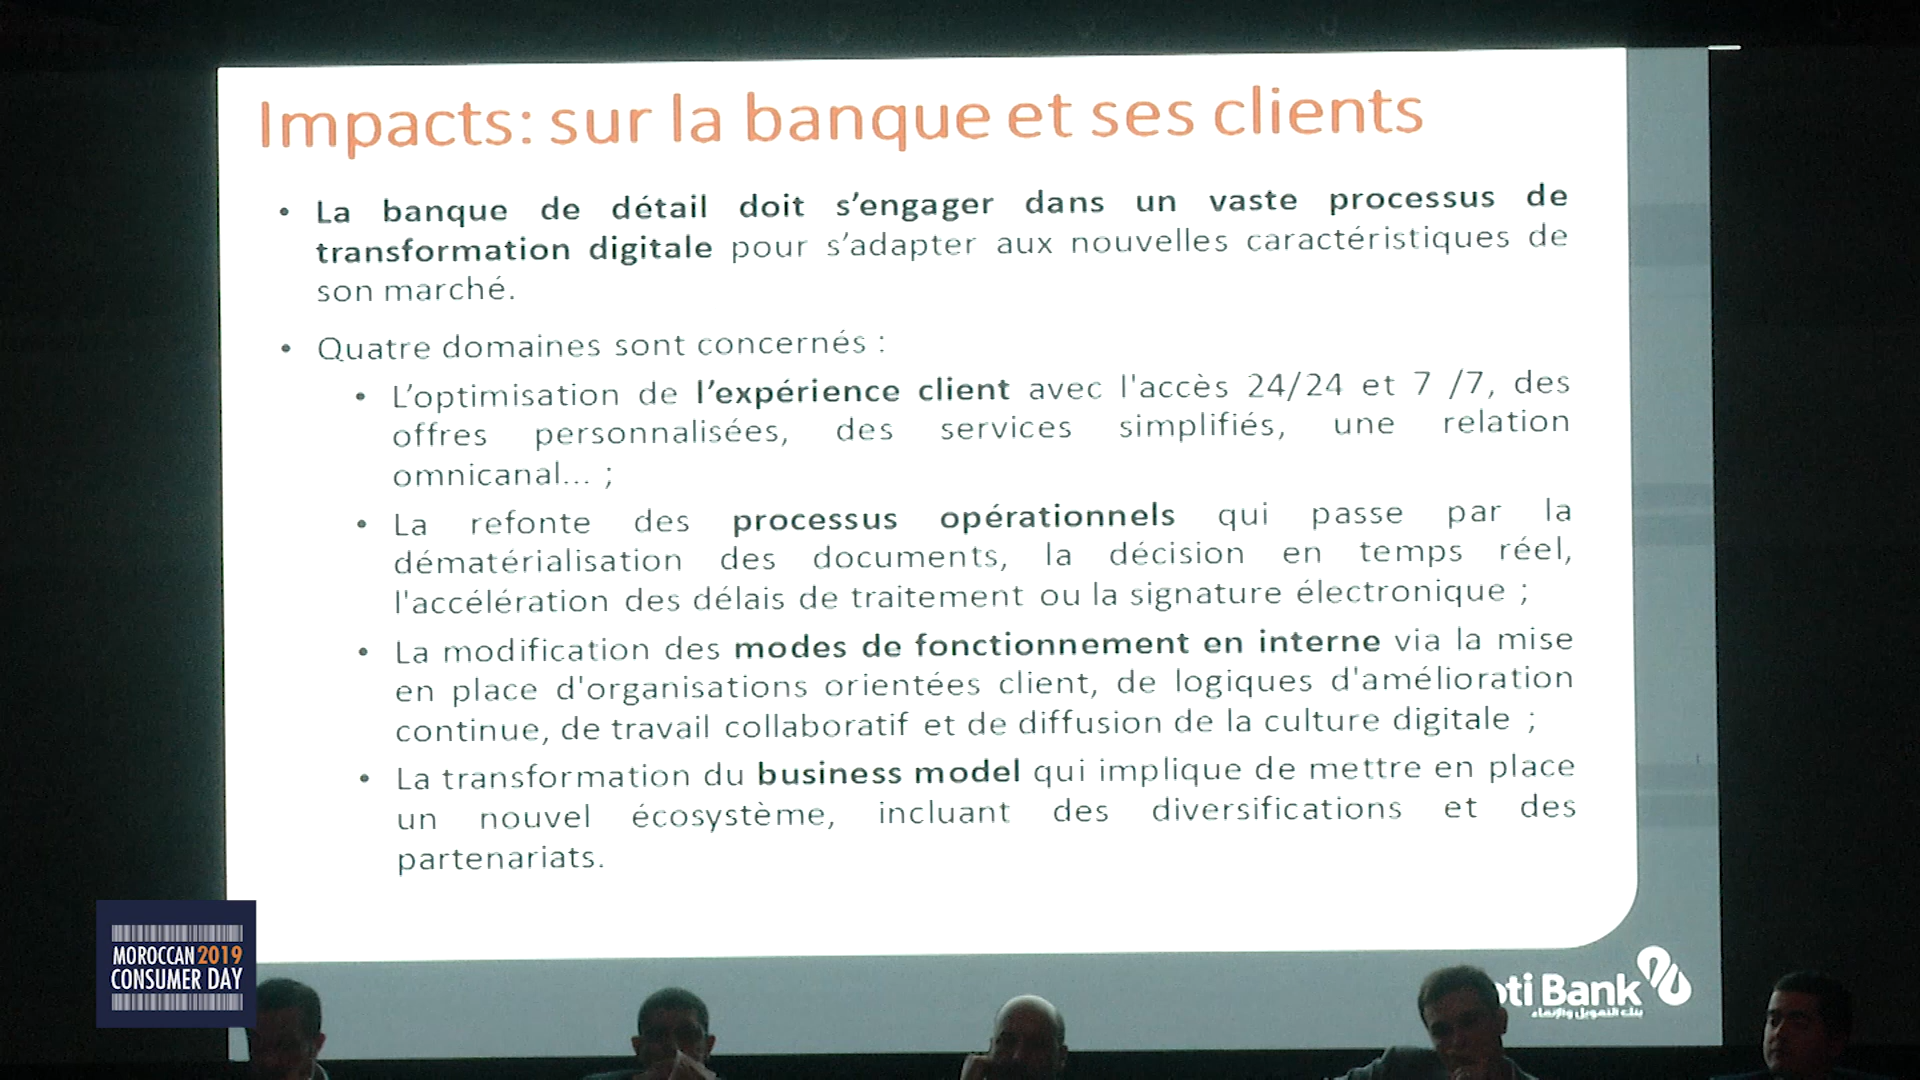 Impacts: sur la banque et ses clients
• La banque de détail doit s’engager dans un vaste processus de
transformation digitale pour s’adapter aux nouvelles caractéristiques de
son marché.
• Quatre domaines sont concernés :
• L’optimisation de l’expérience client avec l'accès 24/24 et 7 /7, des
offres personnalisées, des services simplifiés, une relation
omnicanal... ;
• La refonte des processus opérationnels qui passe par la
dématérialisation des documents, la décision en temps réel,
l'accélération des délais de traitement ou la signature électronique ;
• La modification des modes de fonctionnement en interne via la mise
en place d'organisations orientées client, de logiques d'amélioration
continue, de travail collaboratif et de diffusion de la culture digitale ;
• La transformation du business model qui implique de mettre en place
un nouvel écosystème, incluant des diversifications et des
partenariats.
MOROCCAN 2019
CONSUMER DAY
ti Bank
بنك التمويل والإنماء